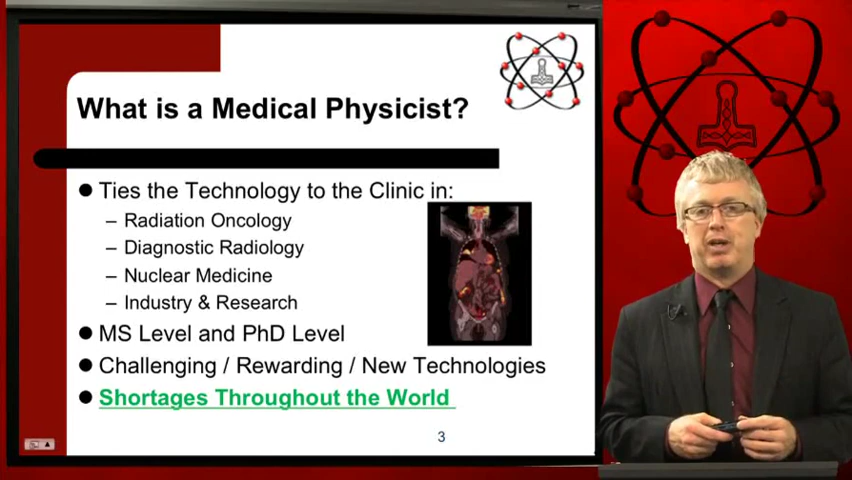 What is a Medical Physicist?
● Ties the Technology to the Clinic in:
– Radiation Oncology
– Diagnostic Radiology
– Nuclear Medicine
– Industry & Research
● MS Level and PhD Level
● Challenging / Rewarding / New Technologies
● Shortages Throughout the World
3